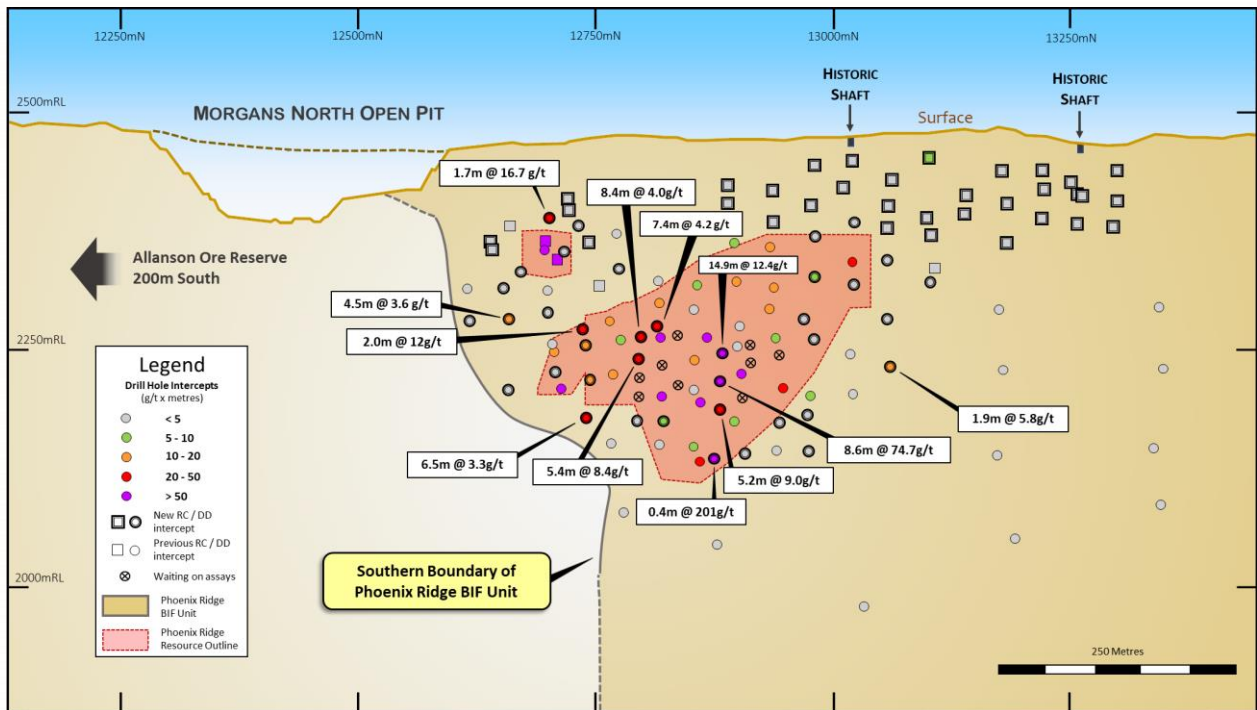 12250mN
12500mN
12750mN
13000mN
13250mN
HISTORIC
SHAFT
HISTORIC
SHAFT
2500mRL
MORGANS NORTH OPEN PIT
Surface
1.7m @ 16.7 g/t
8.4m @ 4.0g/t
7.4m @ 4.2 g/t
14.9m @ 12.4g/t
Allanson Ore Reserve
200m South
4.5m @ 3.6 g/t
2.0m @ 12g/t
2250mRL
Legend
Drill Hole Intercepts
(g/t x metres)
< 5
5 - 10
10 - 20
20 - 50
> 50
New RC / DD
intercept
Previous RC / DD
intercept
Waiting on assays
Phoenix Ridge
BIF Unit
Phoenix Ridge
Resource Outline
1.9m @ 5.8g/t
8.6m @ 74.7g/t
6.5m @ 3.3g/t
5.4m @ 8.4g/t
5.2m @ 9.0g/t
0.4m @ 201g/t
Southern Boundary of
Phoenix Ridge BIF Unit
2000mRL
250 Metres